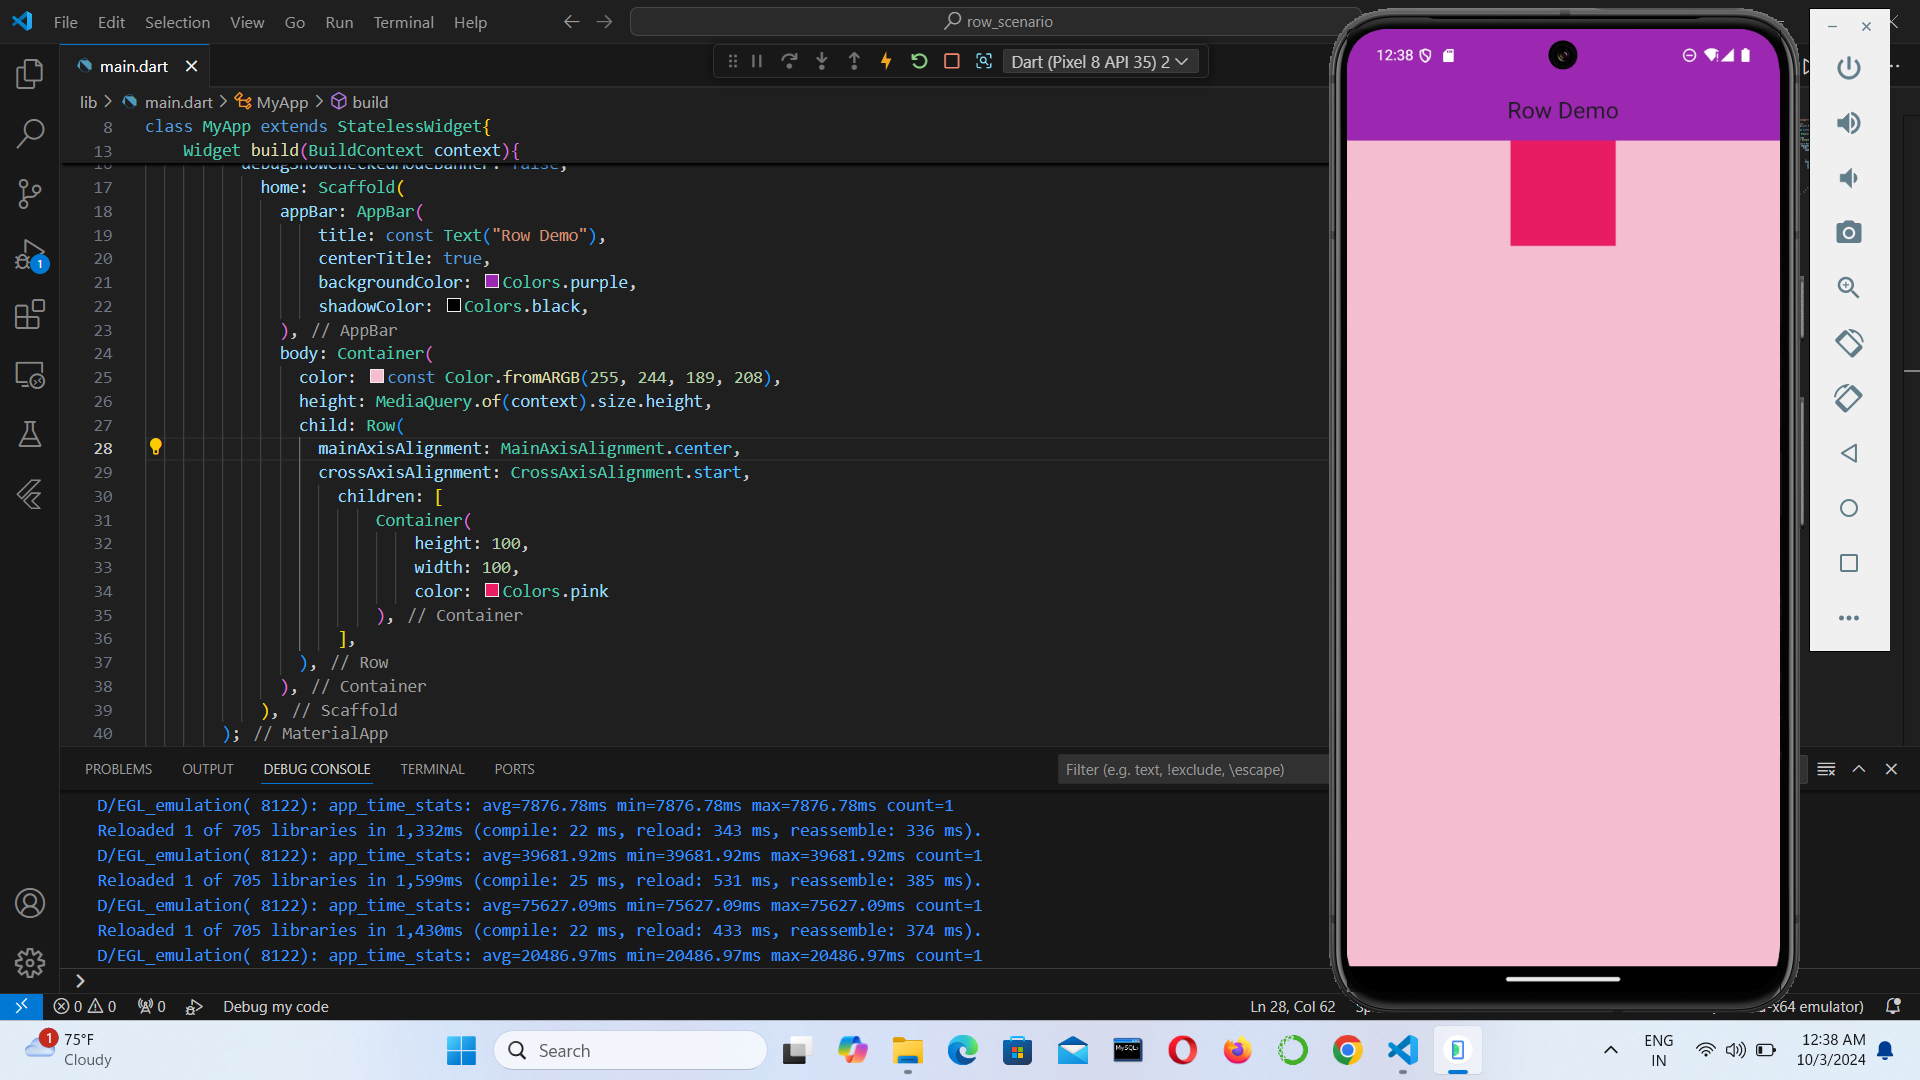 File Edit Selection View Go Run Terminal Help
row_scenario
main.dart
Dart (Pixel 8 API 35) 2
lib > main.dart > MyApp > build
8 class MyApp extends StatelessWidget{
13 Widget build(BuildContext context){
16 debugShowCheckedModeBanner: false,
17 home: Scaffold(
18 appBar: AppBar(
19 title: const Text("Row Demo"),
20 centerTitle: true,
21 backgroundColor: Colors.purple,
22 shadowColor: Colors.black,
23 ), // AppBar
24 body: Container(
25 color: const Color.fromARGB(255, 244, 189, 208),
26 height: MediaQuery.of(context).size.height,
27 child: Row(
28 mainAxisAlignment: MainAxisAlignment.center,
29 crossAxisAlignment: CrossAxisAlignment.start,
30 children: [
31 Container(
32 height: 100,
33 width: 100,
34 color: Colors.pink
35 ), // Container
36 ],
37 ), // Row
38 ), // Container
39 ), // Scaffold
40 ); // MaterialApp
1
PROBLEMS OUTPUT DEBUG CONSOLE TERMINAL PORTS
Filter (e.g. text, !exclude, \escape)
D/EGL_emulation( 8122): app_time_stats: avg=7876.78ms min=7876.78ms max=7876.78ms count=1
Reloaded 1 of 705 libraries in 1,332ms (compile: 22 ms, reload: 343 ms, reassemble: 336 ms).
D/EGL_emulation( 8122): app_time_stats: avg=39681.92ms min=39681.92ms max=39681.92ms count=1
Reloaded 1 of 705 libraries in 1,599ms (compile: 25 ms, reload: 531 ms, reassemble: 385 ms).
D/EGL_emulation( 8122): app_time_stats: avg=75627.09ms min=75627.09ms max=75627.09ms count=1
Reloaded 1 of 705 libraries in 1,430ms (compile: 22 ms, reload: 433 ms, reassemble: 374 ms).
D/EGL_emulation( 8122): app_time_stats: avg=20486.97ms min=20486.97ms max=20486.97ms count=1
0 0 0 Debug my code
Ln 28, Col 62
-x64 emulator)
12:38
Row Demo
1
75°F
Cloudy
Search
MySQL
ENG
IN
12:38 AM
10/3/2024